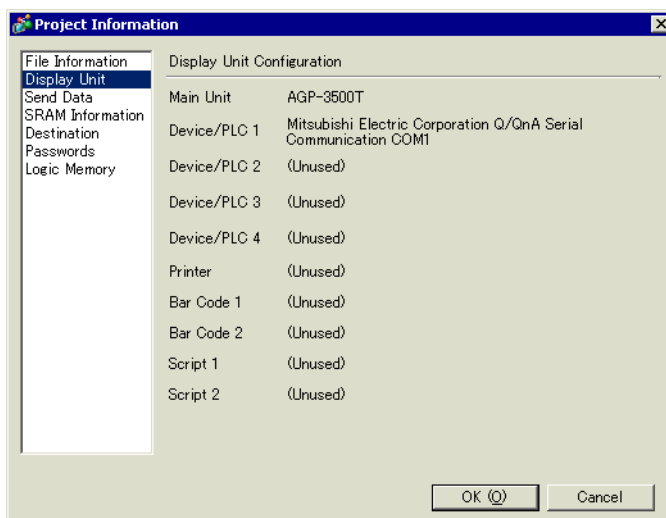 Project Information
File Information
Display Unit
Send Data
SRAM Information
Destination
Passwords
Logic Memory
Display Unit Configuration
Main Unit AGP-3500T
Device/PLC 1 Mitsubishi Electric Corporation Q/QnA Serial
Communication COM1
Device/PLC 2 (Unused)
Device/PLC 3 (Unused)
Device/PLC 4 (Unused)
Printer (Unused)
Bar Code 1 (Unused)
Bar Code 2 (Unused)
Script 1 (Unused)
Script 2 (Unused)
OK (O) Cancel